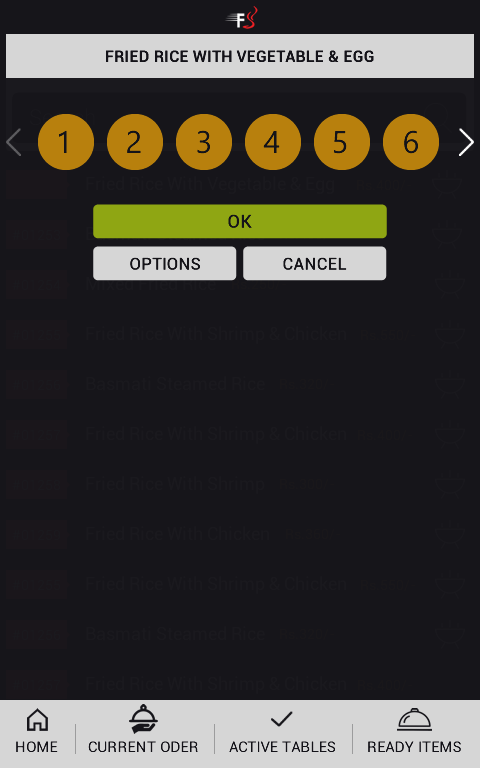 FS
FRIED RICE WITH VEGETABLE & EGG
1 2 3 4 5 6
Fried Rice With Vegetable & Egg
OK
OPTIONS CANCEL
Fried Rice With Shrimp & Chicken
Basmati Steamed Rice
Fried Rice With Shrimp & Chicken
Fried Rice With Shrimp
Fried Rice With Chicken
Fried Rice With Shrimp & Chicken
Basmati Steamed Rice
Fried Rice With Shrimp & Chicken
HOME CURRENT ODER ACTIVE TABLES READY ITEMS